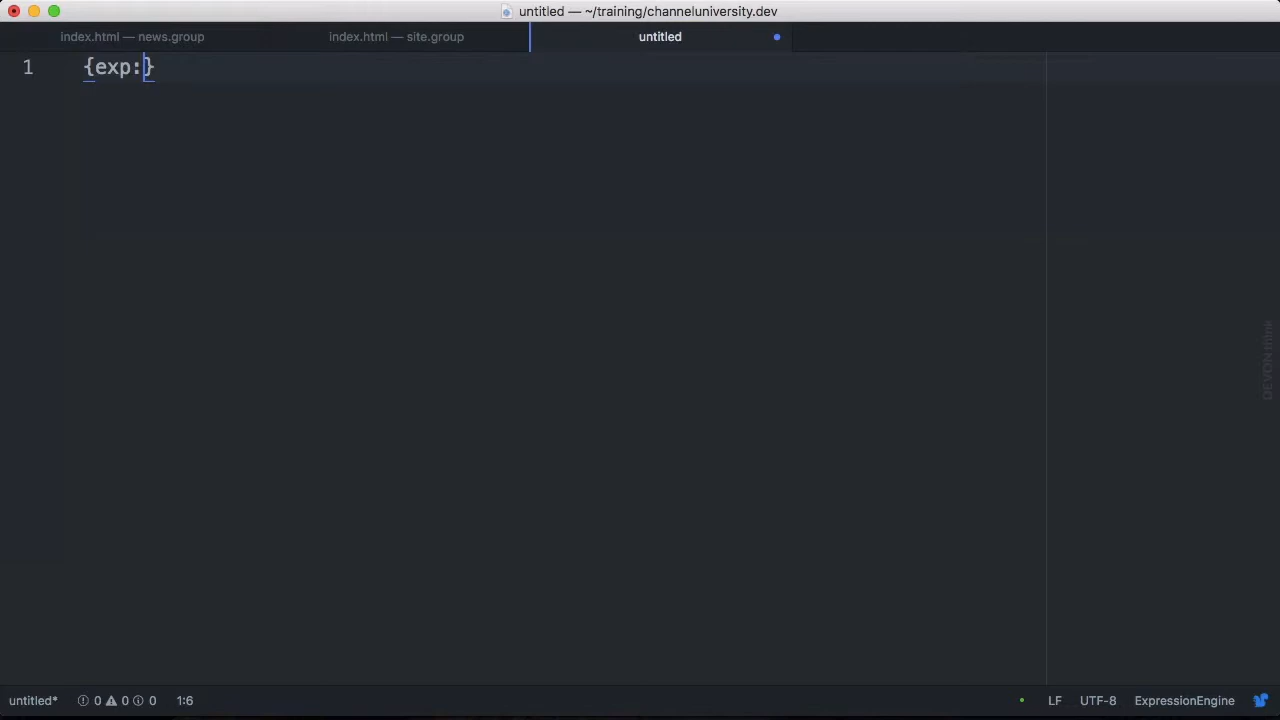 untitled — ~/training/channeluniversity.dev
index.html — news.group
index.html — site.group
untitled
1 {exp:}
DEVONthink
untitled* 0 0 0 1:6 LF UTF-8 ExpressionEngine